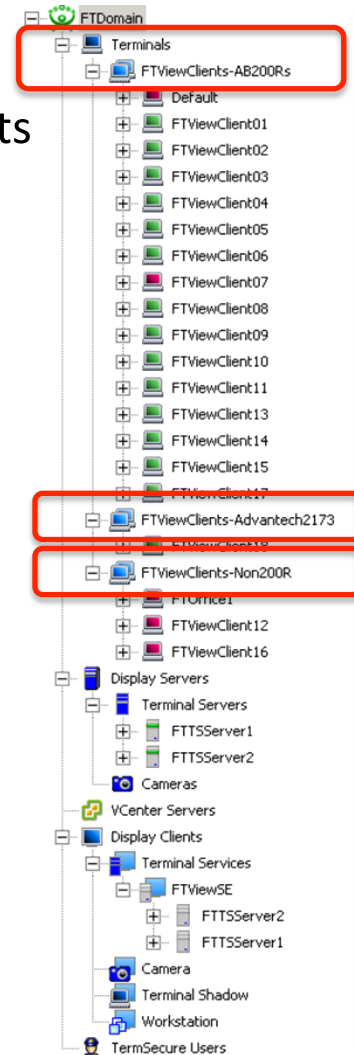 FTDomain
Terminals
FTViewClients-AB200Rs
ts
Default
FTViewClient01
FTViewClient02
FTViewClient03
FTViewClient04
FTViewClient05
FTViewClient06
FTViewClient07
FTViewClient08
FTViewClient09
FTViewClient10
FTViewClient11
FTViewClient13
FTViewClient14
FTViewClient15
FTViewClient17
FTViewClients-Advantech2173
FTViewClient18
FTViewClients-Non200R
FTOffice1
FTViewClient12
FTViewClient16
Display Servers
Terminal Servers
FTTSServer1
FTTSServer2
Cameras
VCenter Servers
Display Clients
Terminal Services
FTViewSE
FTTSServer2
FTTSServer1
Camera
Terminal Shadow
Workstation
TermSecure Users